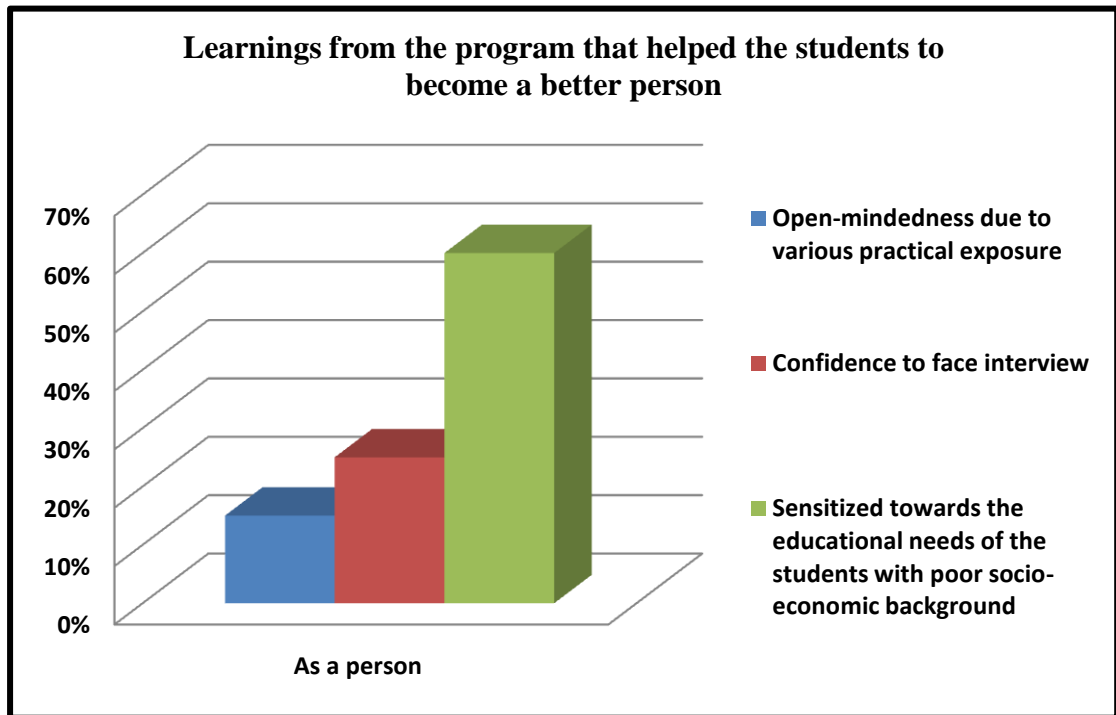 Learnings from the program that helped the students to
become a better person
70%
60%
50%
40%
30%
20%
10%
0%
As a person
Open-mindedness due to
various practical exposure
Confidence to face interview
Sensitized towards the
educational needs of the
students with poor socio-
economic background